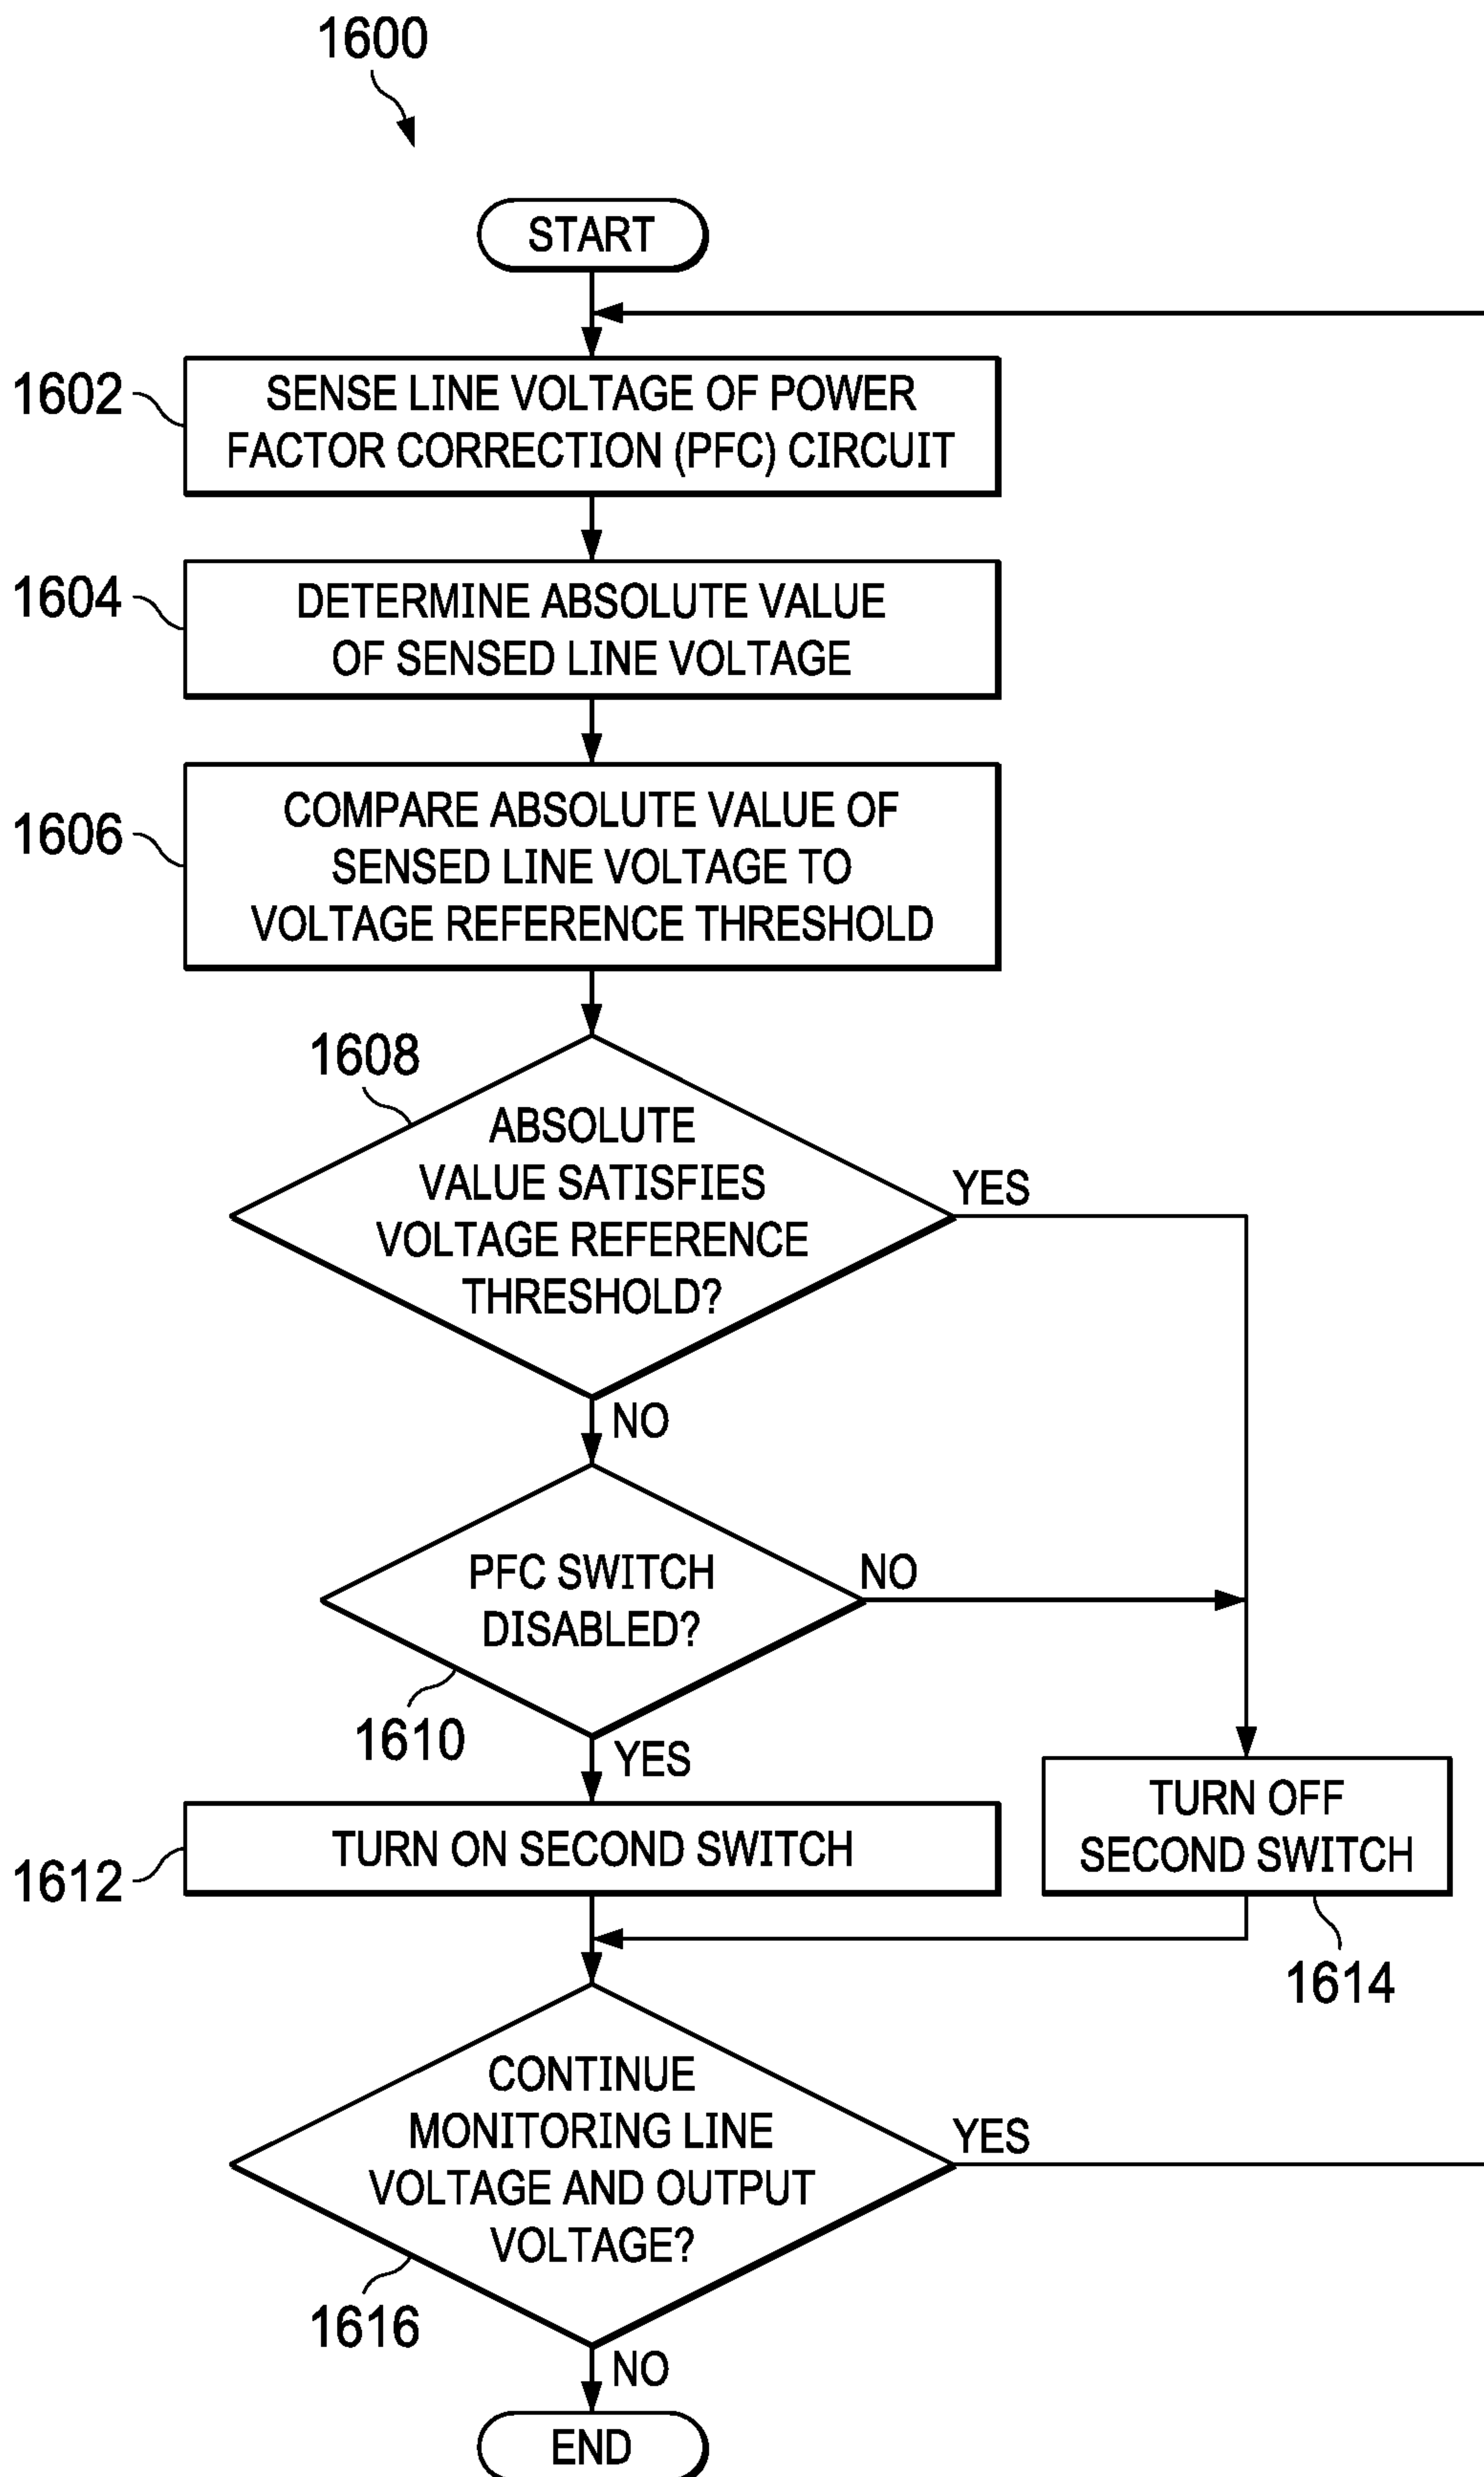 1600
START
1602
SENSE LINE VOLTAGE OF POWER
FACTOR CORRECTION (PFC) CIRCUIT
1604
DETERMINE ABSOLUTE VALUE
OF SENSED LINE VOLTAGE
1606
COMPARE ABSOLUTE VALUE OF
SENSED LINE VOLTAGE TO
VOLTAGE REFERENCE THRESHOLD
1608
ABSOLUTE
VALUE SATISFIES
VOLTAGE REFERENCE
THRESHOLD?
YES
NO
PFC SWITCH
DISABLED?
NO
1610
YES
1612
TURN ON SECOND SWITCH
TURN OFF
SECOND SWITCH
1614
CONTINUE
MONITORING LINE
VOLTAGE AND OUTPUT
VOLTAGE?
YES
1616
NO
END